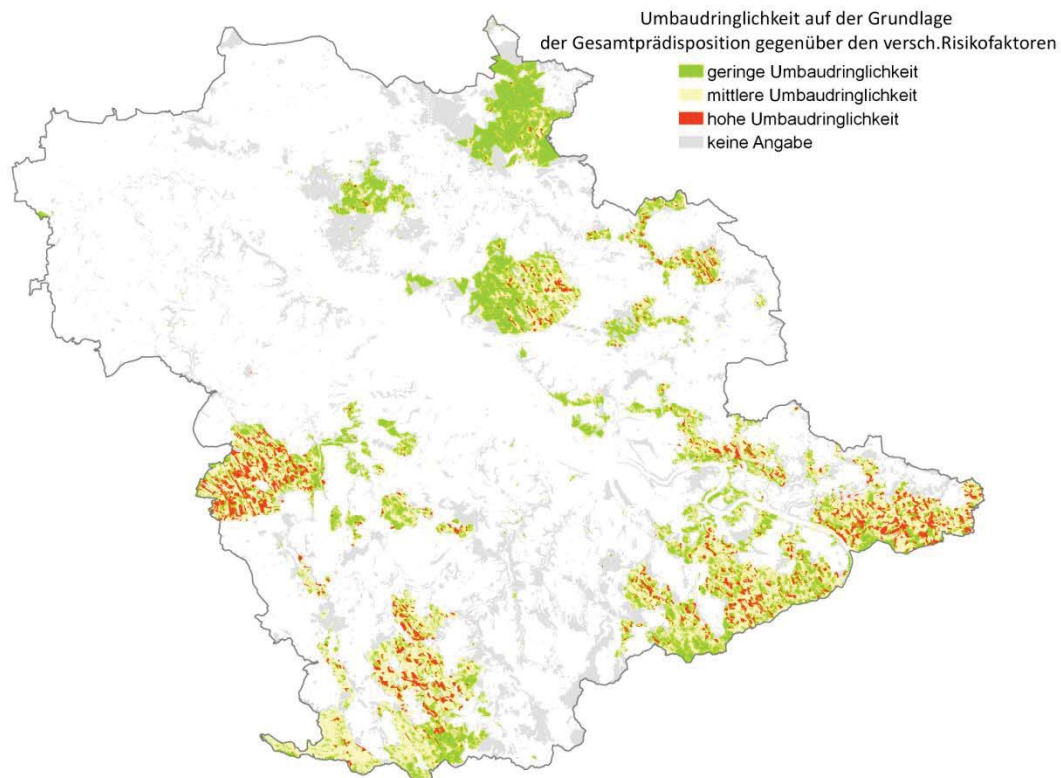 Umbaudringlichkeit auf der Grundlage
der Gesamtprädisposition gegenüber den versch.Risikofaktoren
geringe Umbaudringlichkeit
mittlere Umbaudringlichkeit
hohe Umbaudringlichkeit
keine Angabe